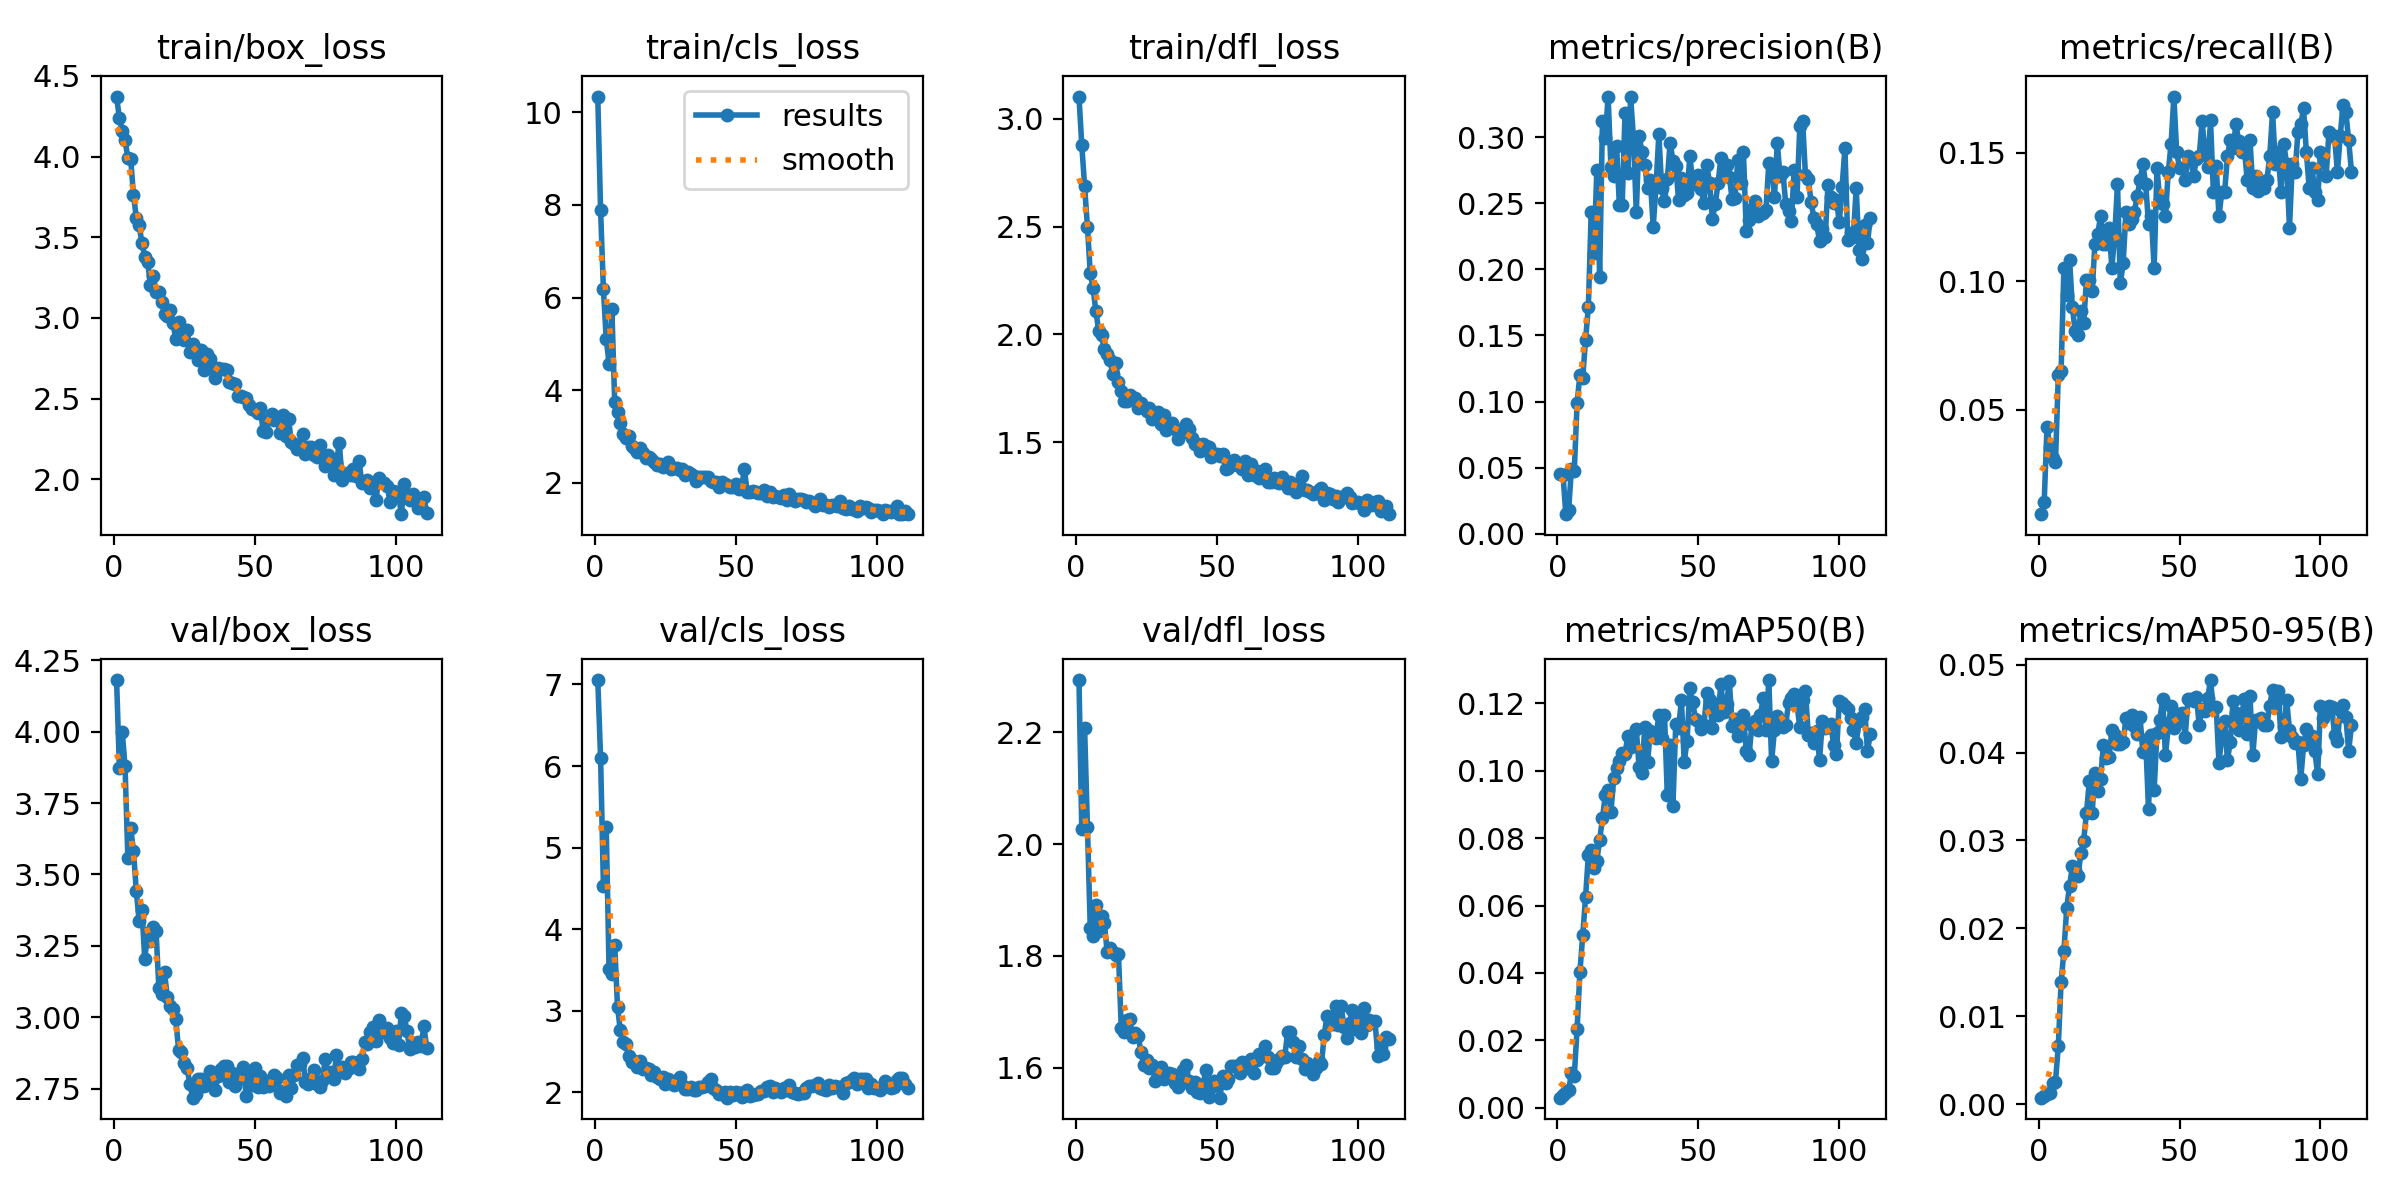 train/box_loss
4.5
4.0
3.5
3.0
2.5
2.0
0 50 100
train/cls_loss
results
smooth
10
8
6
4
2
0 50 100
train/dfl_loss
3.0
2.5
2.0
1.5
0 50 100
metrics/precision(B)
0.30
0.25
0.20
0.15
0.10
0.05
0.00
0 50 100
metrics/recall(B)
0.15
0.10
0.05
0 50 100
val/box_loss
4.25
4.00
3.75
3.50
3.25
3.00
2.75
0 50 100
val/cls_loss
7
6
5
4
3
2
0 50 100
val/dfl_loss
2.2
2.0
1.8
1.6
0 50 100
metrics/mAP50(B)
0.12
0.10
0.08
0.06
0.04
0.02
0.00
0 50 100
metrics/mAP50-95(B)
0.05
0.04
0.03
0.02
0.01
0.00
0 50 100